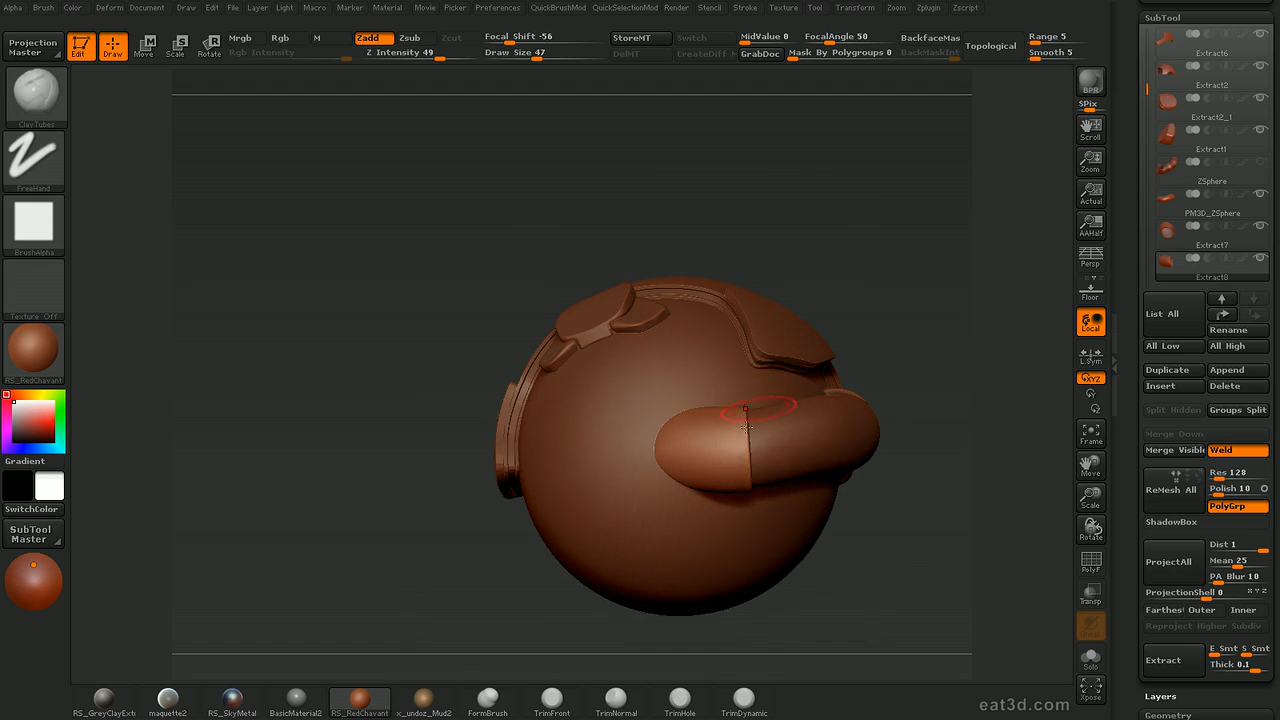 Alpha Brush Color Deform Document Draw Edit File Layer Light Macro Marker Material Movie Picker Preferences QuickBrushMod QuickSelectionMod Render Stencil Stroke Texture Tool Transform Zoom Zplugin Zscript
Projection Master
Edit Draw Move Scale Rotate
Mrgb Rgb M
Rgb Intensity
Zadd Zsub
Z Intensity 49
Focal Shift -56
Draw Size 47
StoreMT Switch
DelMT CreateDiff
MidValue 0 FocalAngle 50 BackfaceMas
GrabDoc Mask By Polygroups 0 BackMaskInt
Topological
Range 5
Smooth 5
ClayTubes
FreeHand
BrushAlpha
Texture Off
RS_RedChavant
Gradient
SwitchColor
SubTool Master
BPR
SPix
Scroll
Zoom
Actual
AAHalf
Persp
Floor
Local
L.Sym
XYZ
Frame
Move
Scale
Rotate
PolyF
Transp
Ghost
Solo
Xpose
SubTool
Extract6
Extract2
Extract2_1
Extract1
ZSphere
PM3D_ZSphere
Extract7
Extract8
List All
Rename
All Low All High
Duplicate Append
Insert Delete
Split Hidden Groups Split
Merge Down
Merge Visible Weld
ReMesh All
Res 128
Polish 10
PolyGrp
ShadowBox
ProjectAll
Dist 1
Mean 25
PA Blur 10
ProjectionShell 0
Farthest Outer Inner
Reproject Higher Subdiv
Extract
E Smt S Smt
Thick 0.1
Layers
Geometry
RS_GreyClayExt maquette2 RS_SkyMetal BasicMaterial2 RS_RedChavant x_undoz_Mud2 FormBrush TrimFront TrimNormal TrimHole TrimDynamic
eat3d.com